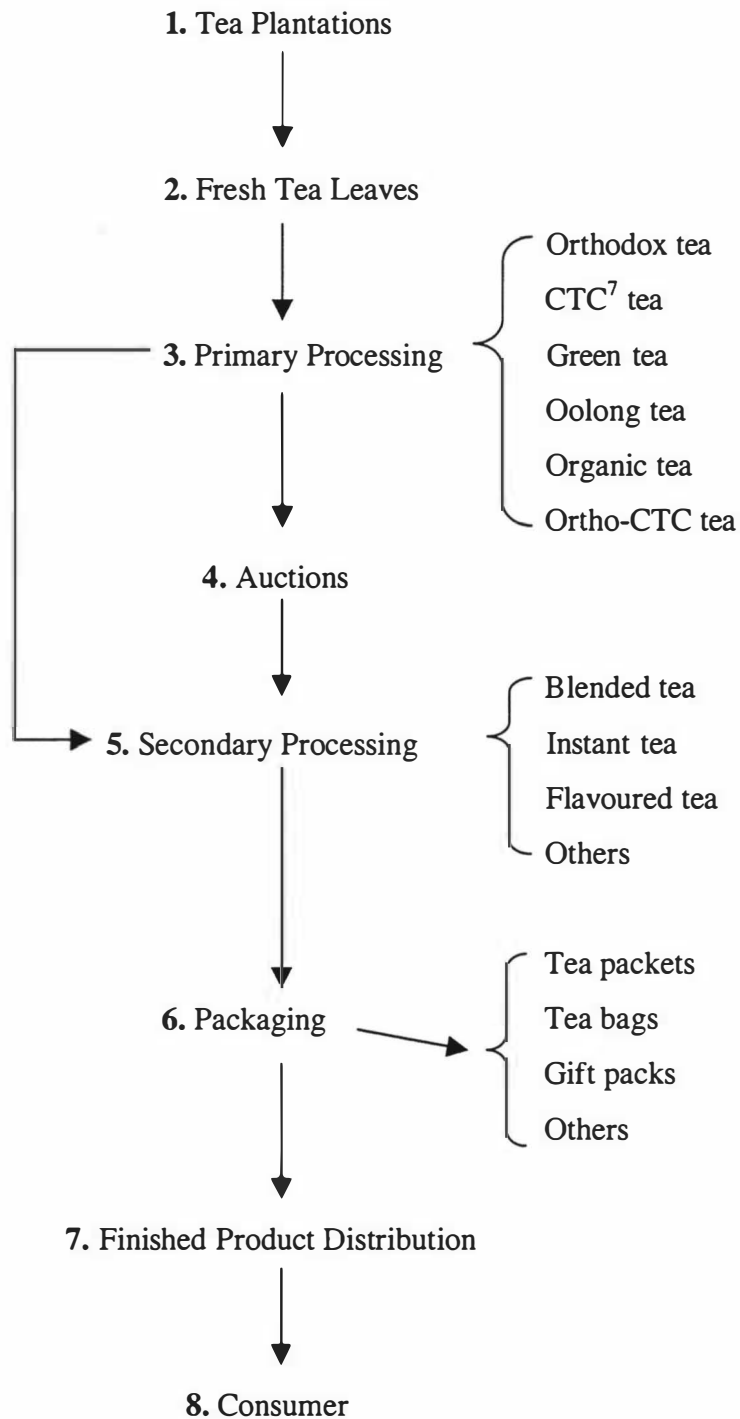 1. Tea Plantations
2. Fresh Tea Leaves
3. Primary Processing
Orthodox tea
CTC⁷ tea
Green tea
Oolong tea
Organic tea
Ortho-CTC tea
4. Auctions
5. Secondary Processing
Blended tea
Instant tea
Flavoured tea
Others
6. Packaging
Tea packets
Tea bags
Gift packs
Others
7. Finished Product Distribution
8. Consumer